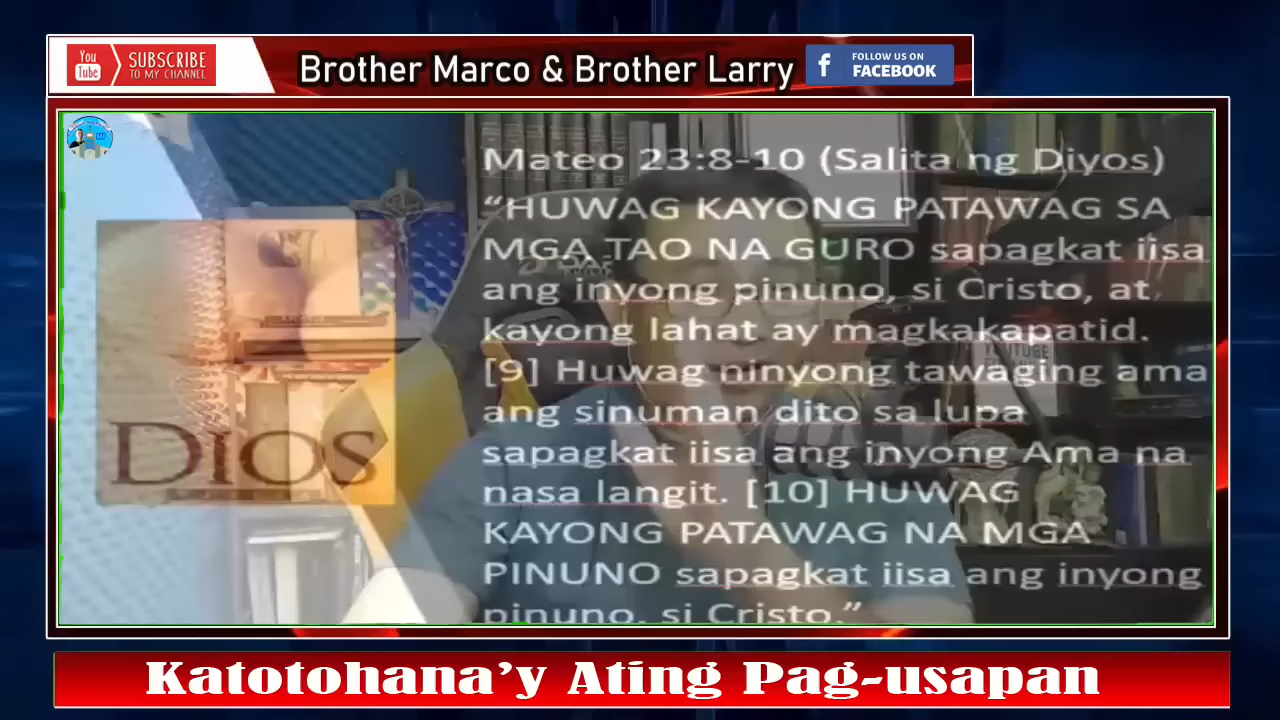 You
Tube
SUBSCRIBE
TO MY CHANNEL
Brother Marco & Brother Larry
f
FOLLOW US ON
FACEBOOK
Mateo 23:8-10 (Salita ng Diyos)
“HUWAG KAYONG PATAWAG SA
MGA TAO NA GURO sapagkat iisa
ang inyong pinuno, si Cristo, at
kayong lahat ay magkakapatid.
[9] Huwag ninyong tawaging ama
ang sinuman dito sa lupa
sapagkat iisa ang inyong Ama na
nasa langit. [10] HUWAG
KAYONG PATAWAG NA MGA
PINUNO sapagkat iisa ang inyong
pinuno, si Cristo.”
DIOS
Katotohana’y Ating Pag-usapan